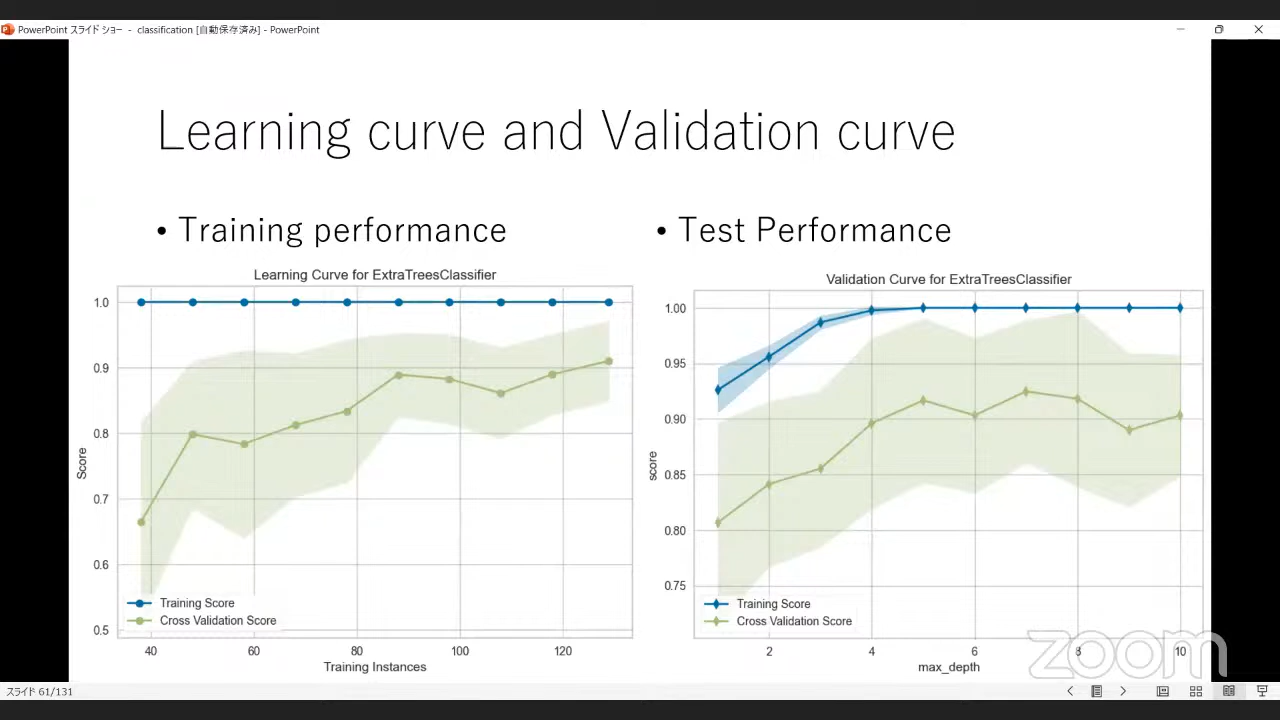 PowerPoint スライド ショー - classification [自動保存済み] - PowerPoint
Learning curve and Validation curve
• Training performance
Learning Curve for ExtraTreesClassifier
1.0
0.9
0.8
0.7
0.6
0.5
Score
Training Score
Cross Validation Score
40 60 80 100 120
Training Instances
• Test Performance
Validation Curve for ExtraTreesClassifier
1.00
0.95
0.90
0.85
0.80
0.75
score
Training Score
Cross Validation Score
2 4 6 8 10
max_depth
zoom
スライド 61/131